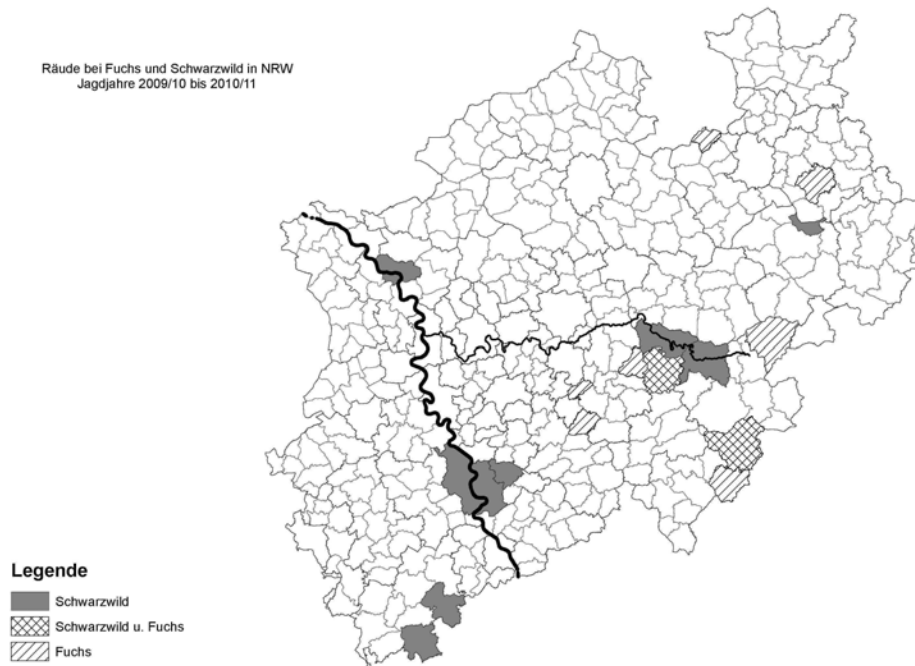 Räude bei Fuchs und Schwarzwild in NRW
Jagdjahre 2009/10 bis 2010/11
Legende
Schwarzwild
Schwarzwild u. Fuchs
Fuchs